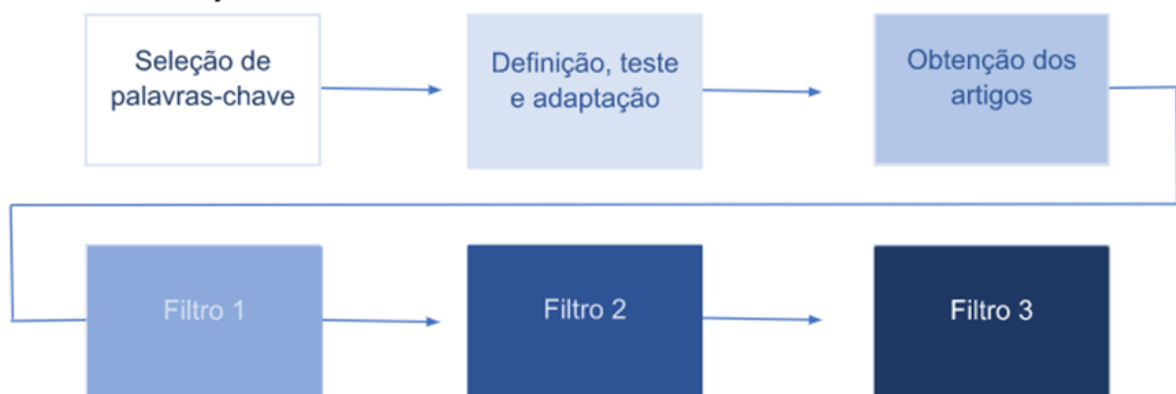 Seleção de
palavras-chave
Definição, teste
e adaptação
Obtenção dos
artigos
Filtro 1
Filtro 2
Filtro 3